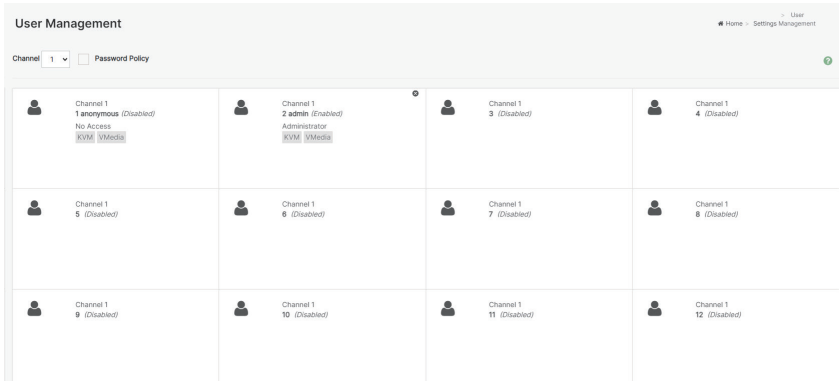 User Management
> User
Home > Settings Management
Channel 1 Password Policy
Channel 1
1 anonymous (Disabled)
No Access
KVM VMedia
Channel 1
2 admin (Enabled)
Administrator
KVM VMedia
Channel 1
3 (Disabled)
Channel 1
4 (Disabled)
Channel 1
5 (Disabled)
Channel 1
6 (Disabled)
Channel 1
7 (Disabled)
Channel 1
8 (Disabled)
Channel 1
9 (Disabled)
Channel 1
10 (Disabled)
Channel 1
11 (Disabled)
Channel 1
12 (Disabled)